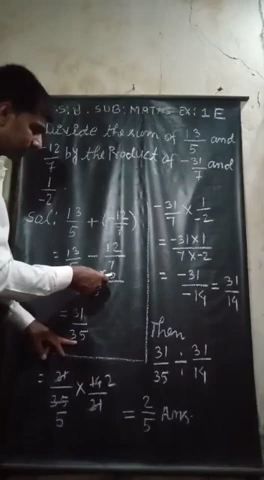 S.U. SUB: MATHS EX: 1E
Divide the sum of 13/5 and
-12/7 by the Product of -31/7 and
1/-2.
Sol: 13/5 + (-12/7)
= 13/5 - 12/7
= 31/35
-31/7 × 1/-2
= -31×1/7×-2
= -31/-14 = 31/14
Then
31/35 ÷ 31/14
= 31/35 5 × 14 2/31
= 2/5 Ans.